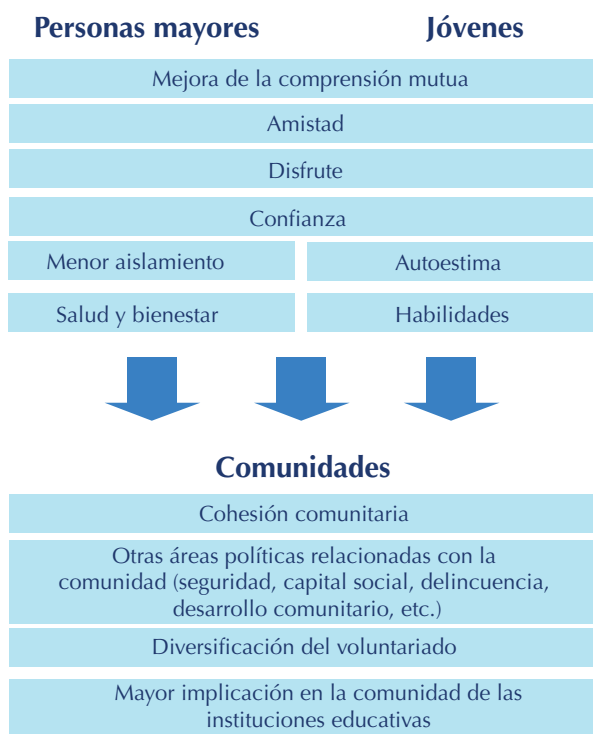 Personas mayores
Jóvenes
Mejora de la comprensión mutua
Amistad
Disfrute
Confianza
Menor aislamiento
Autoestima
Salud y bienestar
Habilidades
Comunidades
Cohesión comunitaria
Otras áreas políticas relacionadas con la
comunidad (seguridad, capital social, delincuencia,
desarrollo comunitario, etc.)
Diversificación del voluntariado
Mayor implicación en la comunidad de las
instituciones educativas